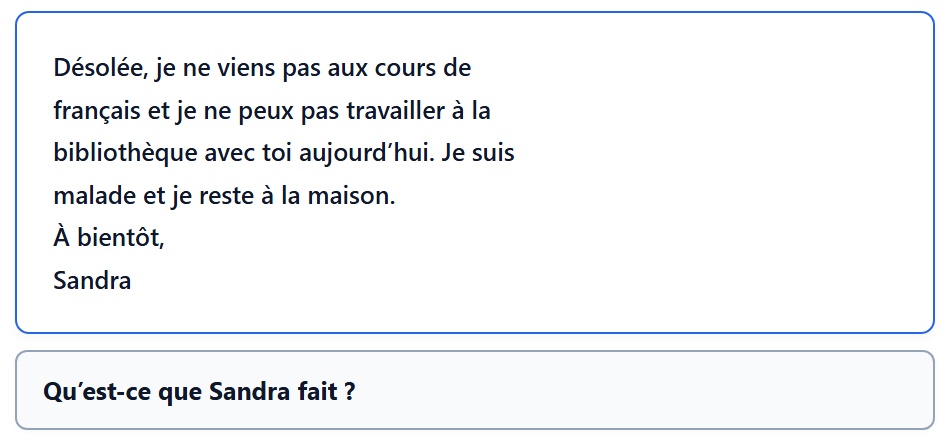 Désolée, je ne viens pas aux cours de
français et je ne peux pas travailler à la
bibliothèque avec toi aujourd’hui. Je suis
malade et je reste à la maison.
À bientôt,
Sandra
Qu’est-ce que Sandra fait ?